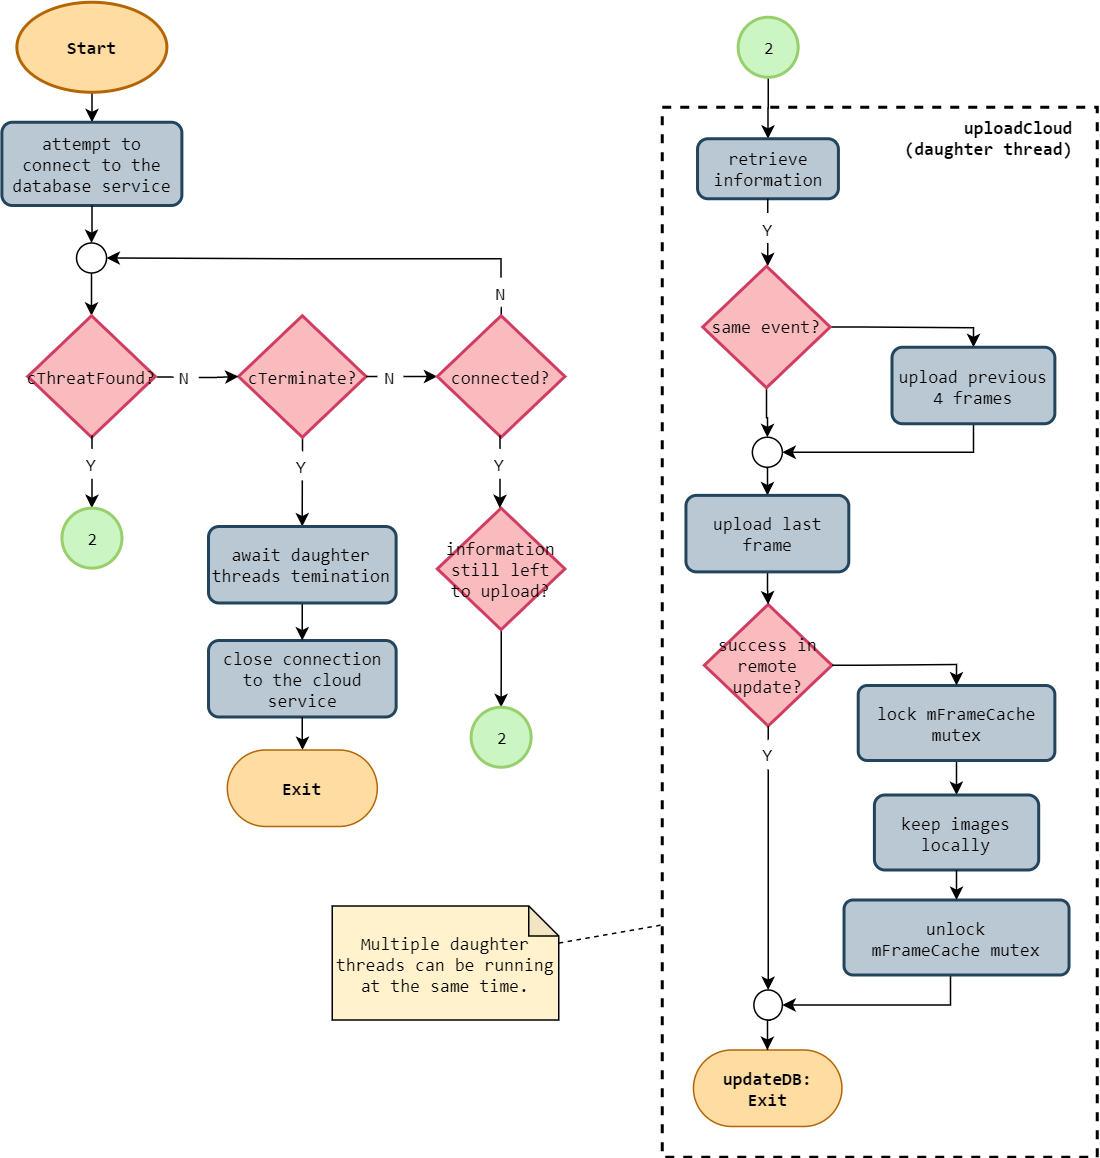 Start
attempt to
connect to the
database service
N
cThreatFound?
N
cTerminate?
N
connected?
Y
Y
Y
2
await daughter
threads temination
close connection
to the cloud
service
Exit
information
still left
to upload?
2
Multiple daughter
threads can be running
at the same time.
2
uploadCloud
(daughter thread)
retrieve
information
Y
same event?
upload previous
4 frames
upload last
frame
success in
remote
update?
Y
lock mFrameCache
mutex
keep images
locally
unlock
mFrameCache mutex
updateDB:
Exit